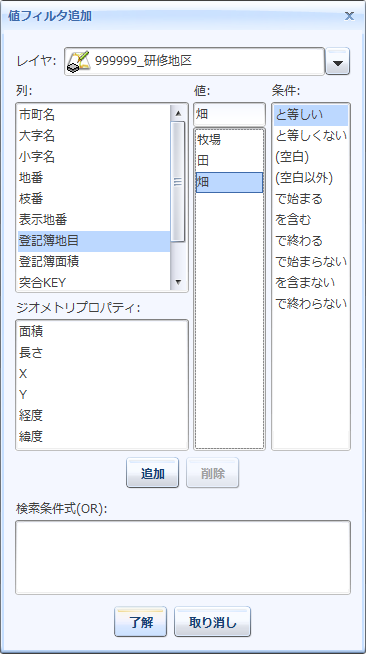 値フィルタ追加
レイヤ: 999999_研修地区
列:
市町名
大字名
小字名
地番
枝番
表示地番
登記簿地目
登記簿面積
突合KEY
ジオメトリプロパティ:
面積
長さ
X
Y
経度
緯度
値:
畑
牧場
田
畑
条件:
と等しい
と等しくない
(空白)
(空白以外)
で始まる
を含む
で終わる
で始まらない
を含まない
で終わらない
追加 削除
検索条件式(OR):
了解 取り消し